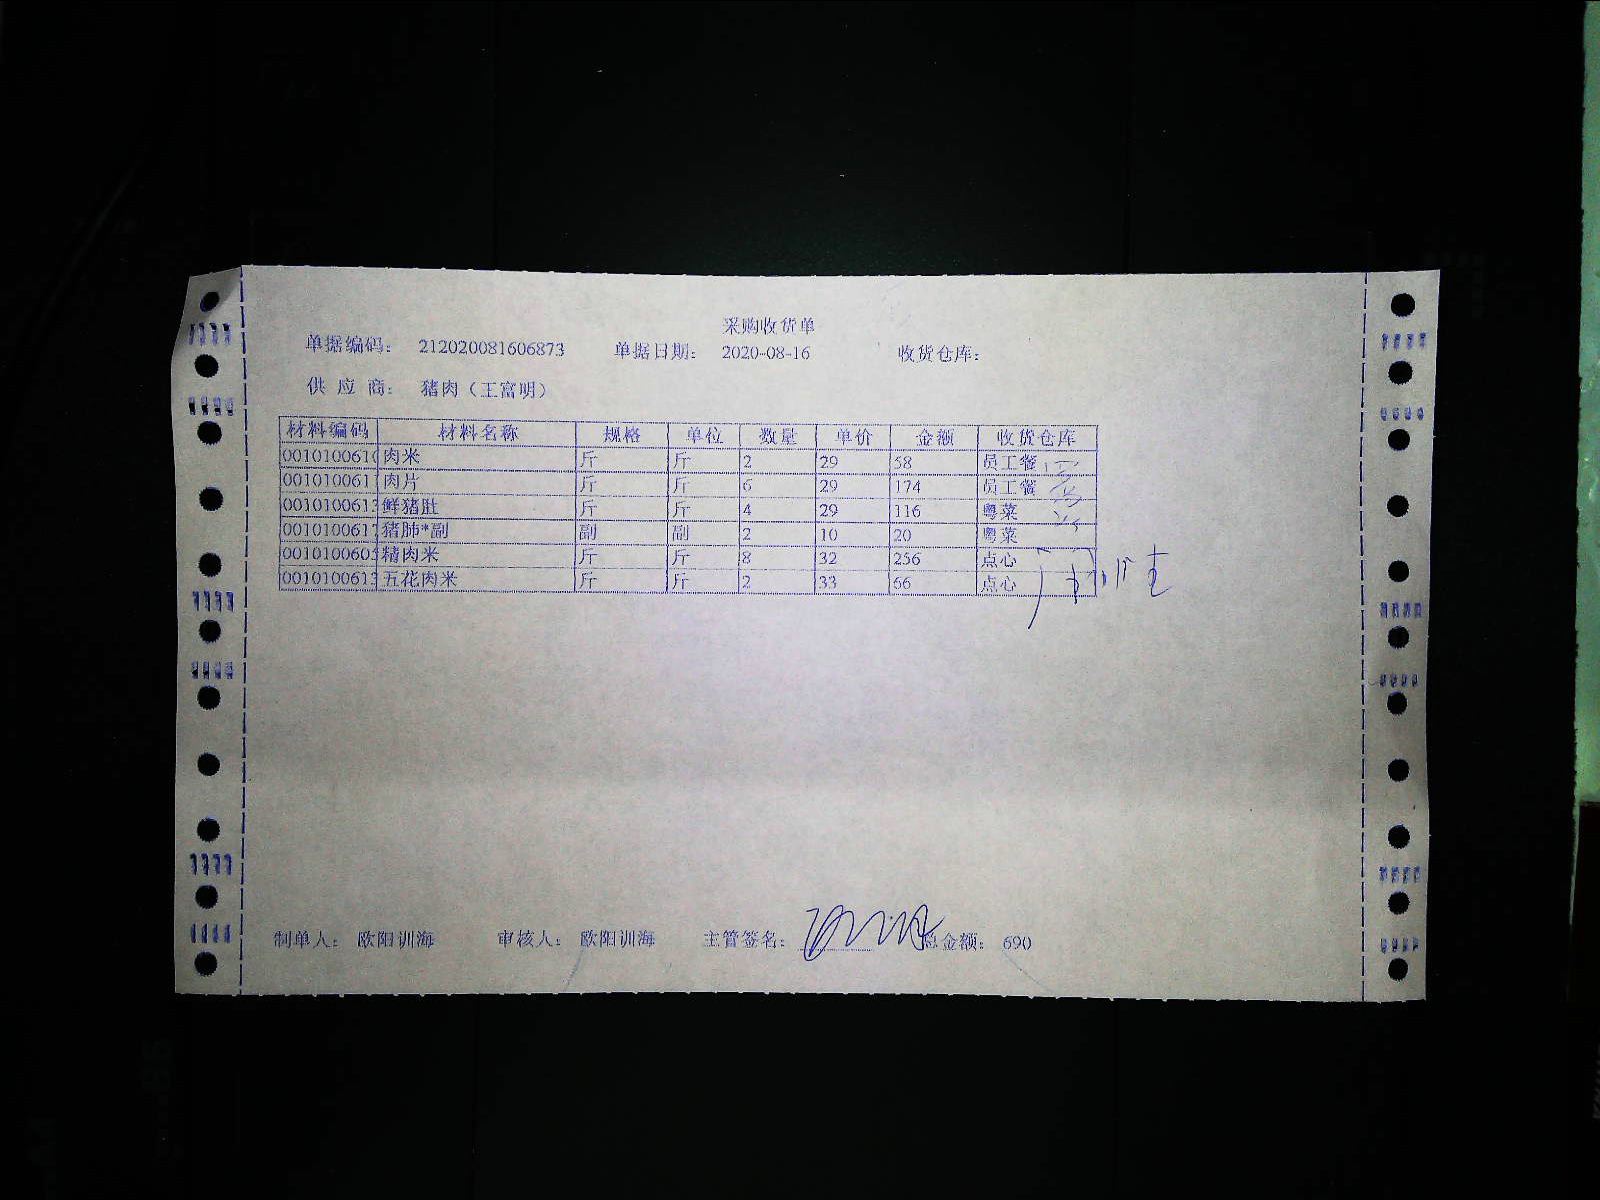 采购收货单
单据编码： 212020081606873 单据日期： 2020-08-16 收货仓库：
供 应 商： 猪肉（王富明）
材料编码 材料名称 规格 单位 数量 单价 金额 收货仓库
001010061 肉米 斤 斤 2 29 58 员工餐
001010061 肉片 斤 斤 6 29 174 员工餐
001010061 鲜猪肚 斤 斤 4 29 116 粤菜
001010061 猪肺*副 副 副 2 10 20 粤菜
001010060 精肉米 斤 斤 8 32 256 点心
001010061 五花肉米 斤 斤 2 33 66 点心
制单人： 欧阳训海 审核人： 欧阳训海 主管签名： 总金额： 690